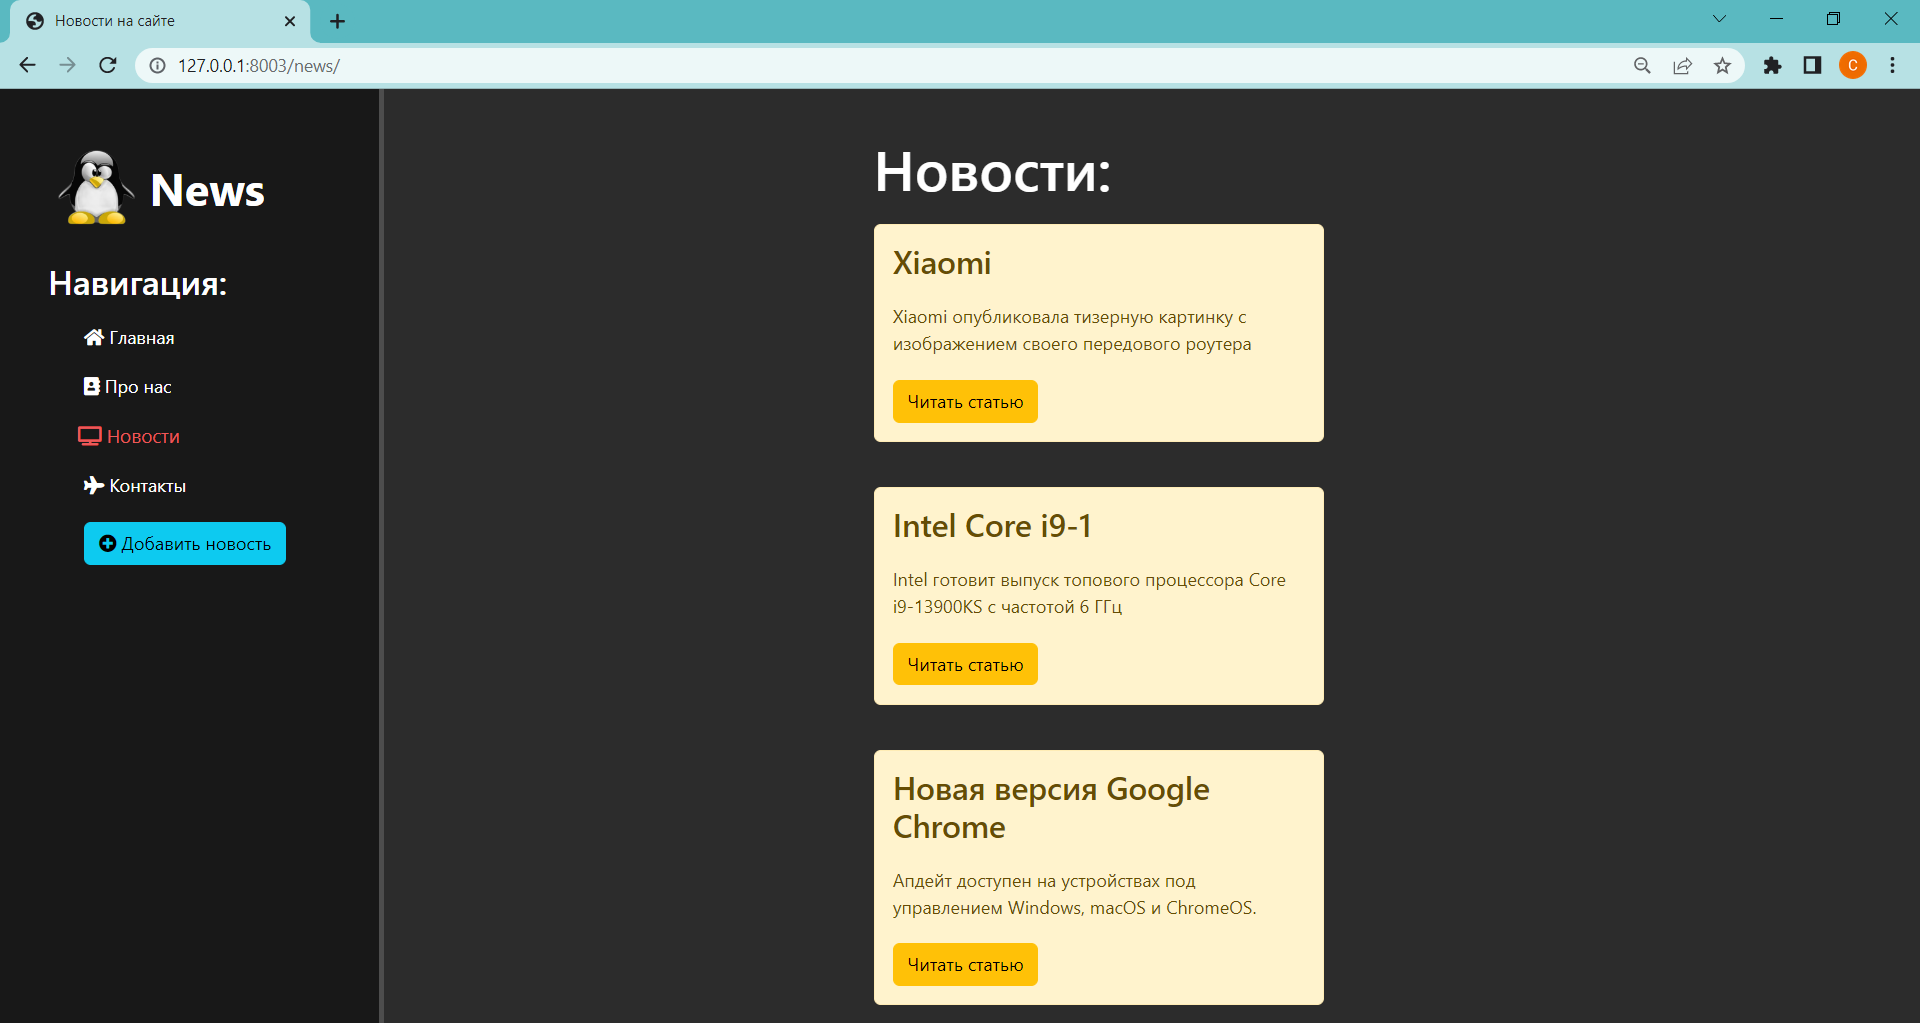 Новости на сайте
127.0.0.1:8003/news/
C
News
Навигация:
Главная
Про нас
Новости
Контакты
Добавить новость
Новости:
Xiaomi
Xiaomi опубликовала тизерную картинку с
изображением своего передового роутера
Читать статью
Intel Core i9-1
Intel готовит выпуск топового процессора Core
i9-13900KS с частотой 6 ГГц
Читать статью
Новая версия Google
Chrome
Апдейт доступен на устройствах под
управлением Windows, macOS и ChromeOS.
Читать статью